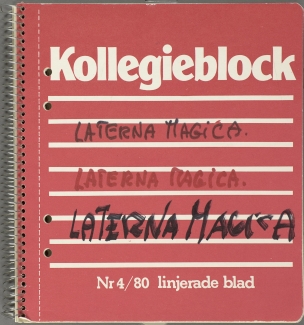 Kollegieblock
LATERNA MAGICA.
LATERNA MAGICA.
LATERNA MAGICA
Nr 4/80 linjerade blad